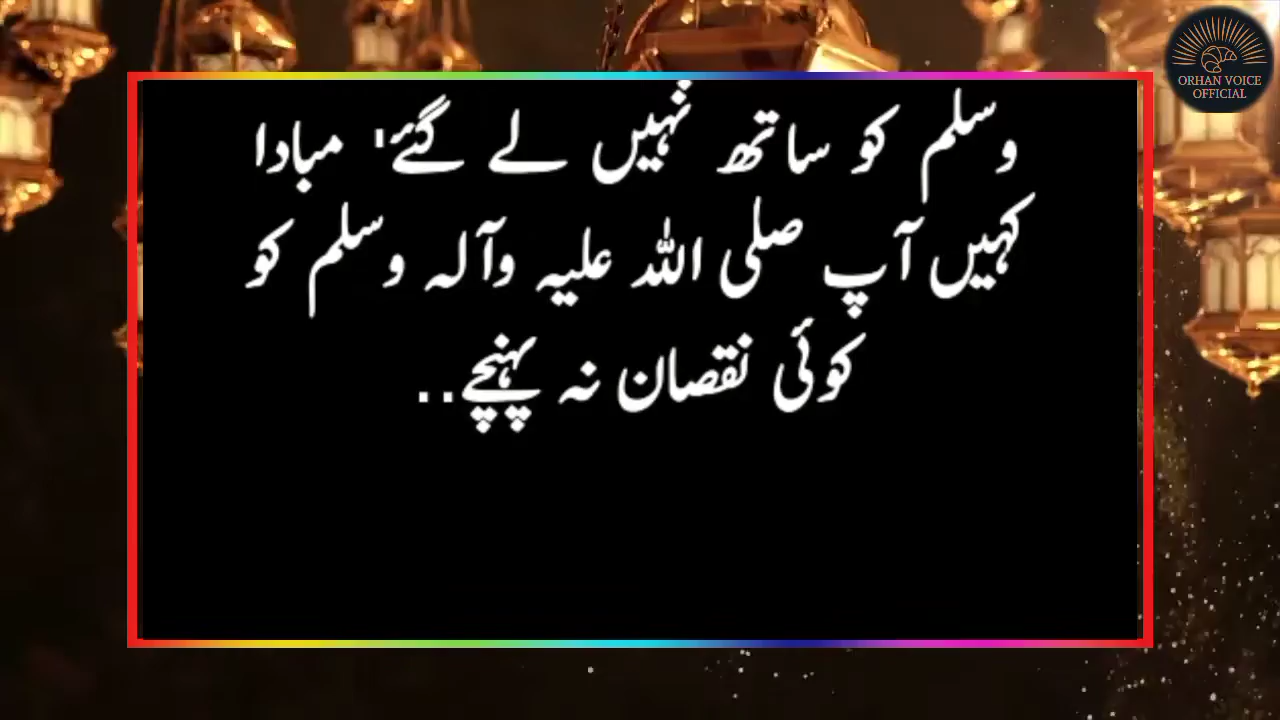 وسلم کو ساتھ نہیں لے گئے' مبادا
کہیں آپ صلی اللہ علیہ وآلہ وسلم کو
کوئی نقصان نہ پہنچے..
ORHAN VOICE
OFFICIAL